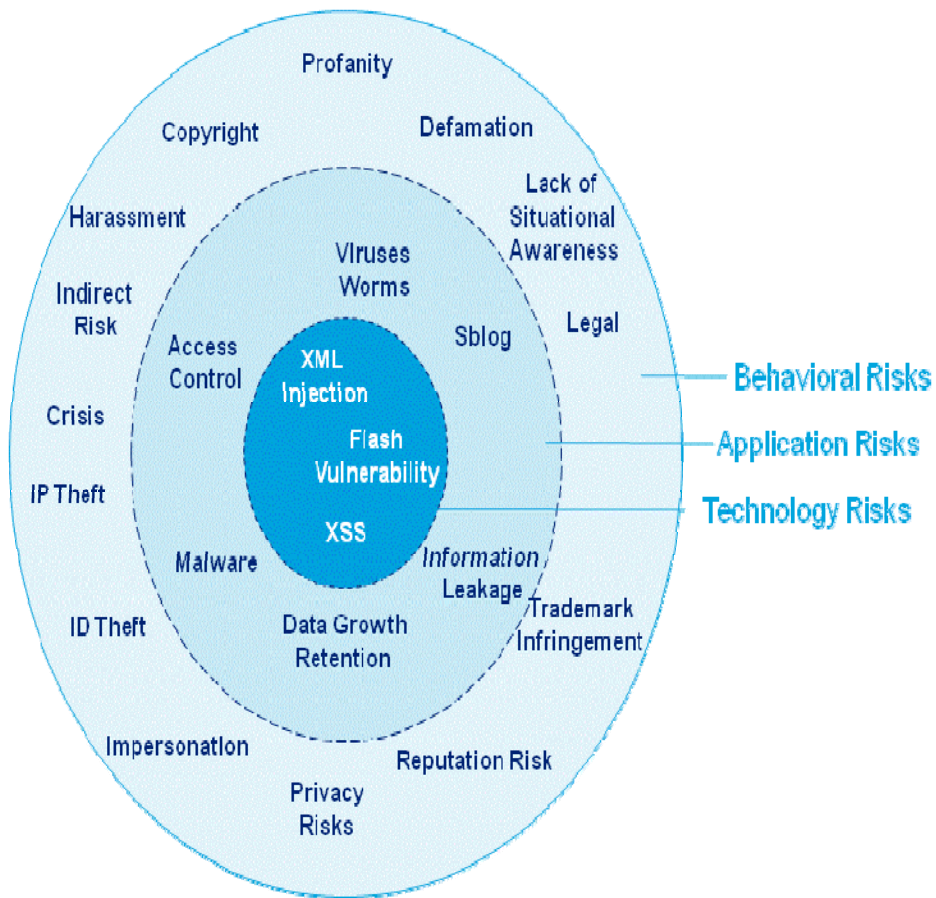 Profanity
Copyright
Defamation
Lack of
Situational
Awareness
Harassment
Viruses
Worms
Indirect
Risk
Legal
Sblog
Access
Control
XML
Injection
Behavioral Risks
Crisis
Flash
Vulnerability
Application Risks
IP Theft
Technology Risks
XSS
Malware
Information
Leakage
Trademark
Infringement
ID Theft
Data Growth
Retention
Impersonation
Reputation Risk
Privacy
Risks